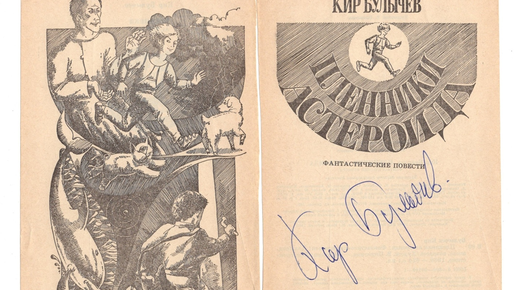 КИР БУЛЫЧЕВ
ПЛЕННИКИ
АСТЕРОИДА
ФАНТАСТИЧЕСКИЕ ПОВЕСТИ
Кир Булычев.